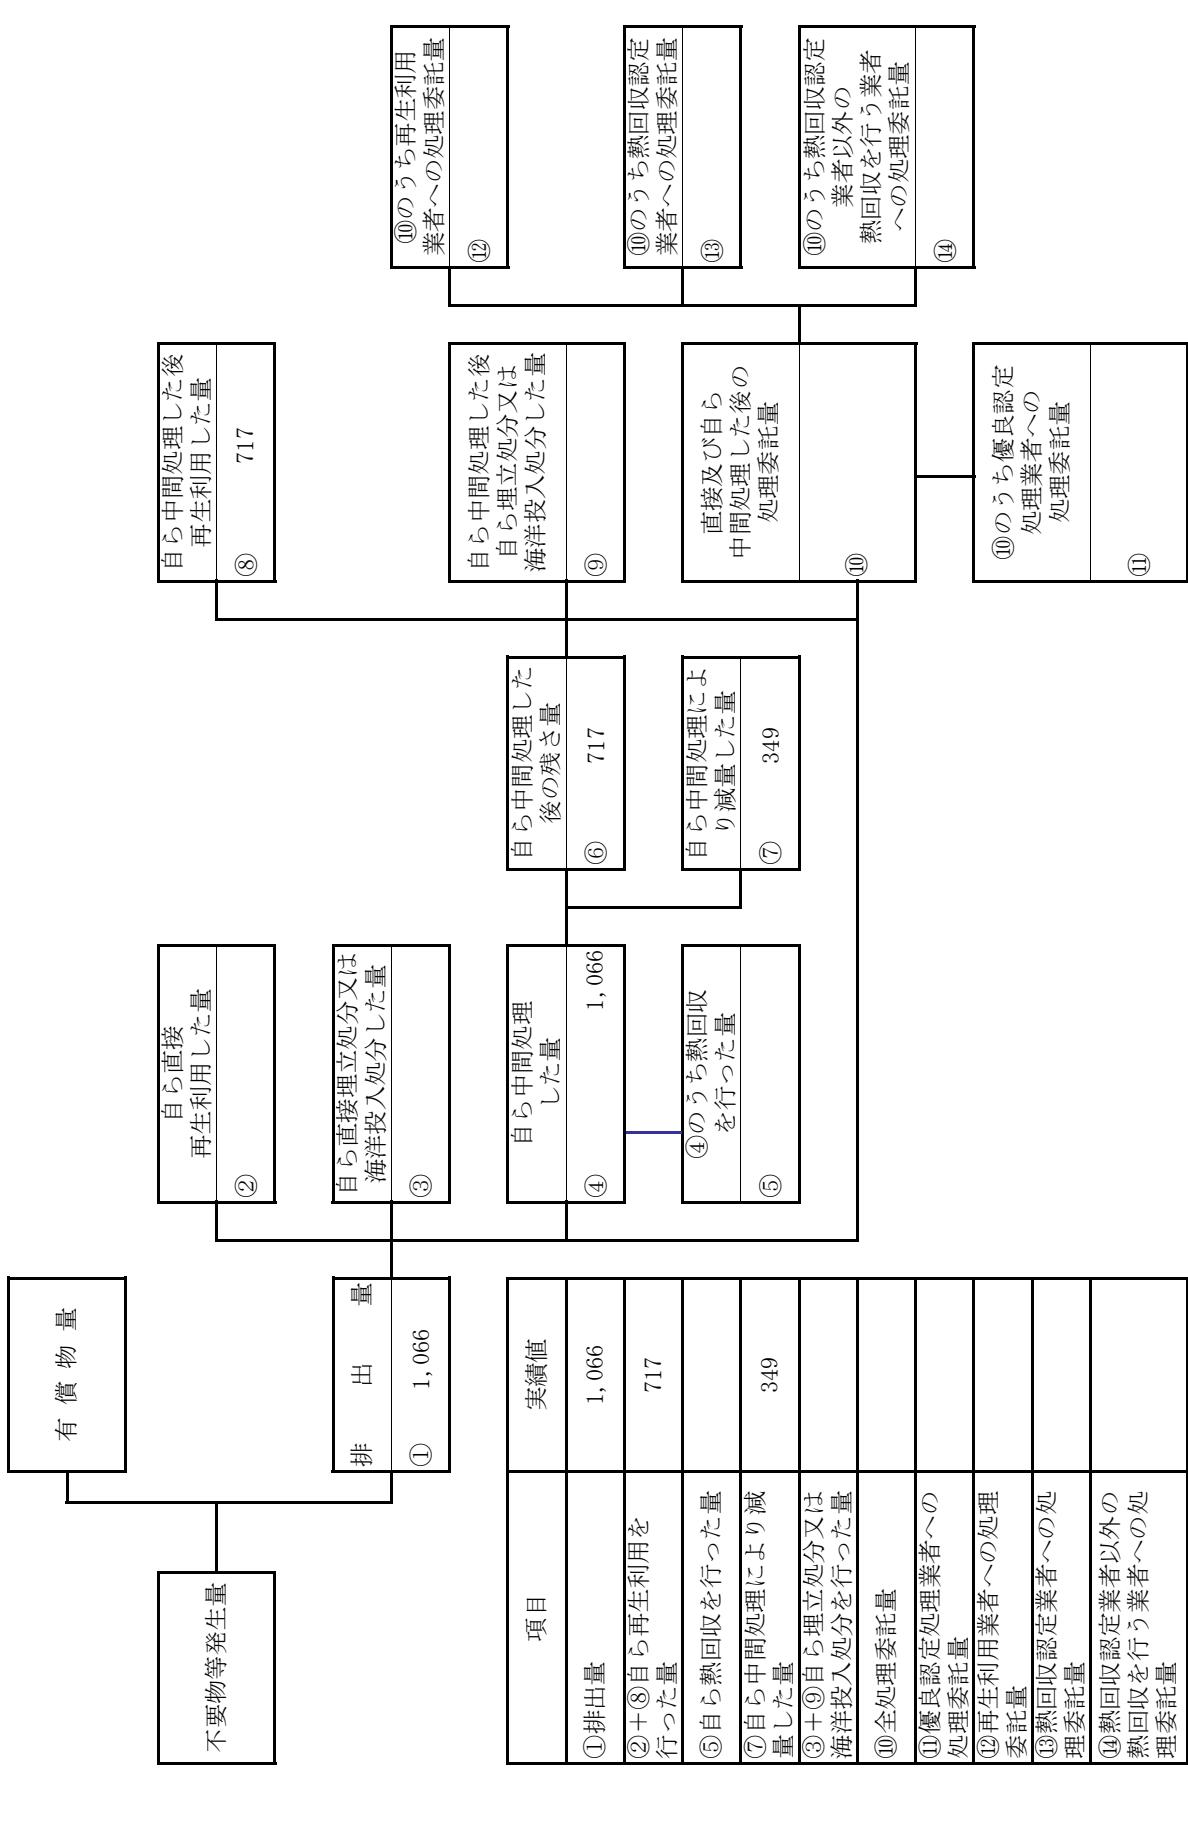 有償物量
不要物等発生量
排出量
① 1,066
自ら直接
再生利用した量
②
自ら直接埋立処分又は
海洋投入処分した量
③
自ら中間処理
した量
④ 1,066
④のうち熱回収
を行った量
⑤
自ら中間処理した
後の残さ量
⑥ 717
自ら中間処理によ
り減量した量
⑦ 349
自ら中間処理した後
再生利用した量
⑧ 717
自ら中間処理した後
自ら埋立処分又は
海洋投入処分した量
⑨
直接及び自ら
中間処理した後の
処理委託量
⑩
⑩のうち優良認定
処理業者への
処理委託量
⑪
⑩のうち再生利用
業者への処理委託量
⑫
⑩のうち熱回収認定
業者への処理委託量
⑬
⑩のうち熱回収認定
業者以外の
熱回収を行う業者
への処理委託量
⑭
項目 実績値
①排出量 1,066
②+⑧自ら再生利用を
行った量 717
⑤自ら熱回収を行った量
⑦自ら中間処理により減
量した量 349
③+⑨自ら埋立処分又は
海洋投入処分を行った量
⑩全処理委託量
⑪優良認定処理業者への
処理委託量
⑫再生利用業者への処理
委託量
⑬熱回収認定業者への処
理委託量
⑭熱回収認定業者以外の
熱回収を行う業者への処
理委託量